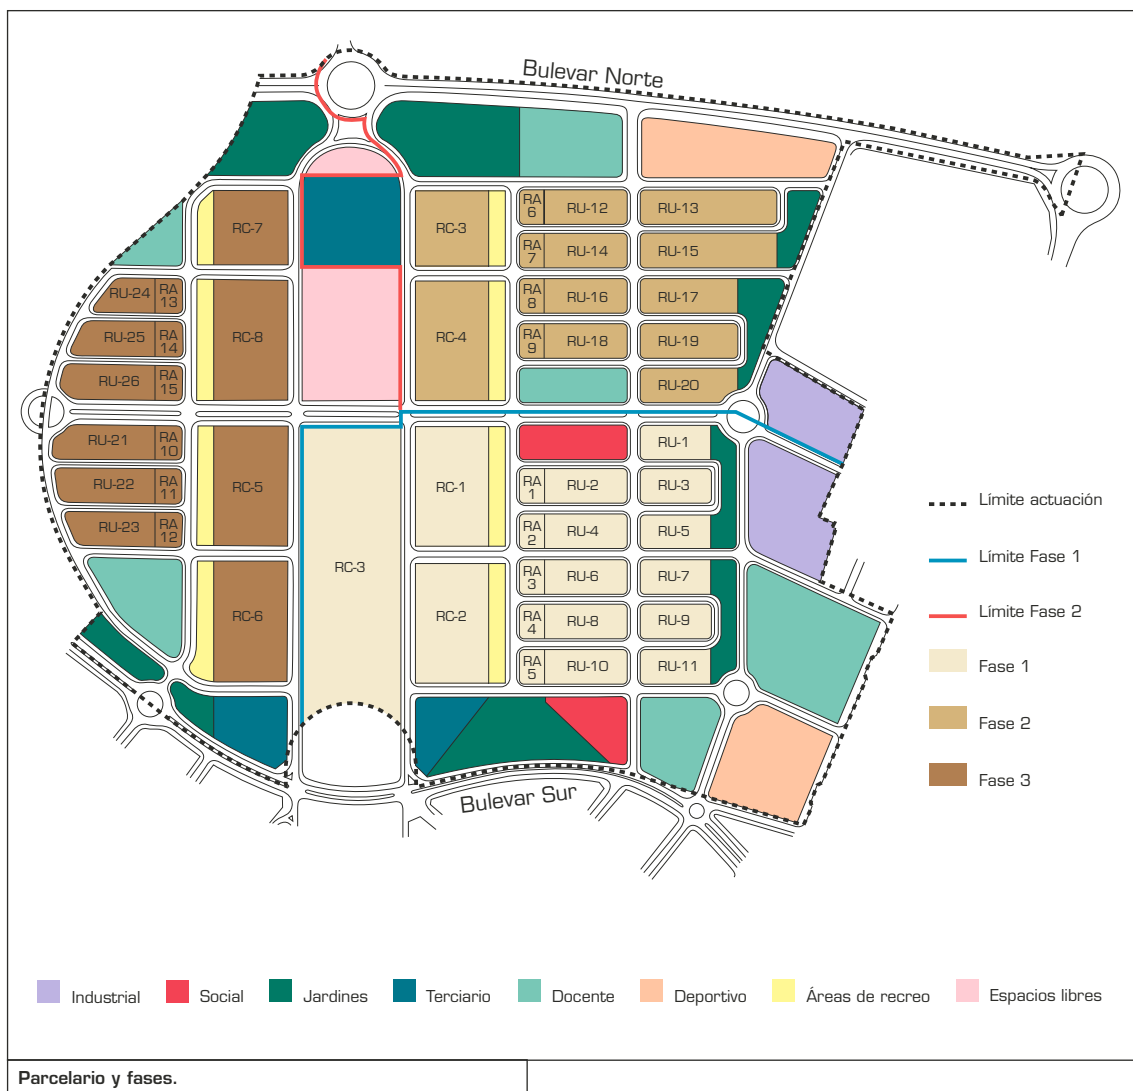 Bulevar Norte
RA
6
RU-12
RU-13
RC-7
RC-3
RA
7
RU-14
RU-15
RU-24
RA
13
RA
8
RU-16
RU-17
RU-25
RA
14
RC-8
RC-4
RA
9
RU-18
RU-19
RU-26
RA
15
RU-20
RU-21
RA
10
RU-1
RU-22
RA
11
RC-5
RC-1
RA
1
RU-2
RU-3
RU-23
RA
12
RA
2
RU-4
RU-5
RC-3
RA
3
RU-6
RU-7
RC-6
RC-2
RA
4
RU-8
RU-9
RA
5
RU-10
RU-11
Bulevar Sur
Límite actuación
Límite Fase 1
Límite Fase 2
Fase 1
Fase 2
Fase 3
Industrial
Social
Jardines
Terciario
Docente
Deportivo
Áreas de recreo
Espacios libres
Parcelario y fases.